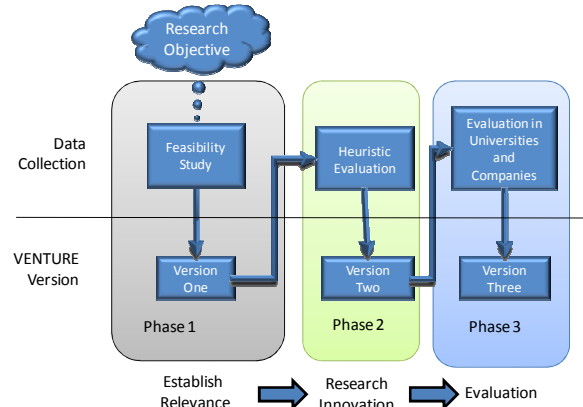 Research
Objective
Data
Collection
Feasibility
Study
Heuristic
Evaluation
Evaluation in
Universities
and
Companies
VENTURE
Version
Version
One
Version
Two
Version
Three
Phase 1
Phase 2
Phase 3
Establish
Relevance
Research
Innovation
Evaluation